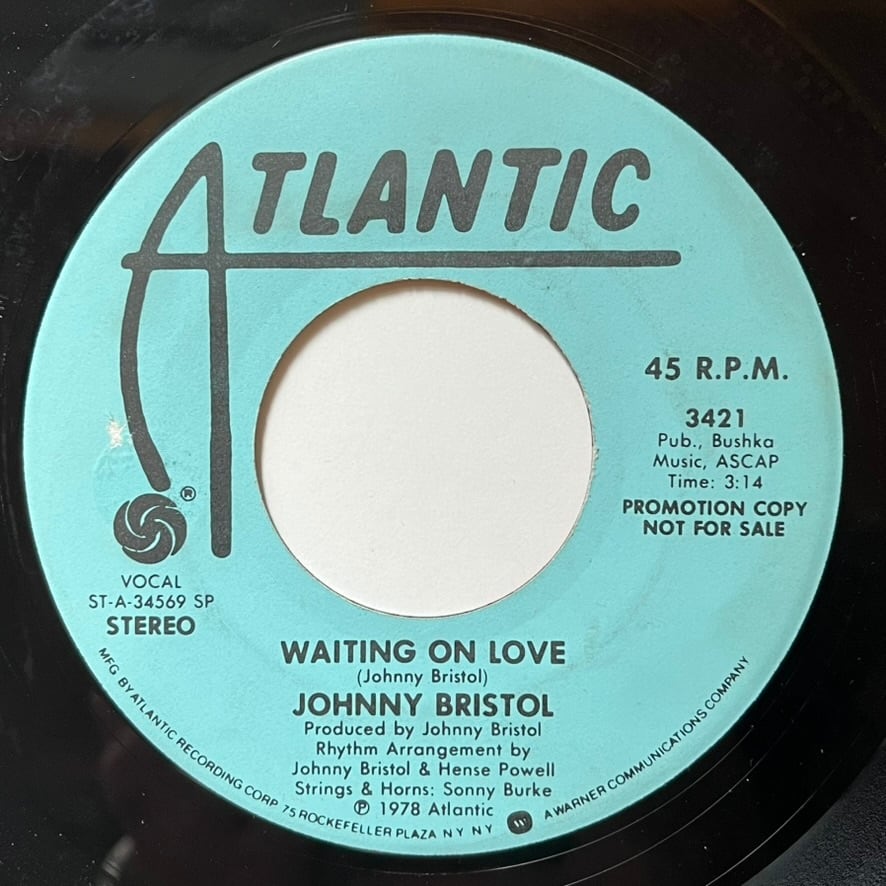 ATLANTIC
45 R.P.M.
3421
Pub., Bushka
Music, ASCAP
Time: 3:14
PROMOTION COPY
NOT FOR SALE
®
VOCAL
ST-A-34569 SP
STEREO
WAITING ON LOVE
(Johnny Bristol)
JOHNNY BRISTOL
Produced by Johnny Bristol
Rhythm Arrangement by
Johnny Bristol & Hense Powell
Strings & Horns: Sonny Burke
℗ 1978 Atlantic
MFG BY ATLANTIC RECORDING CORP 75 ROCKEFELLER PLAZA NY NY A WARNER COMMUNICATIONS COMPANY